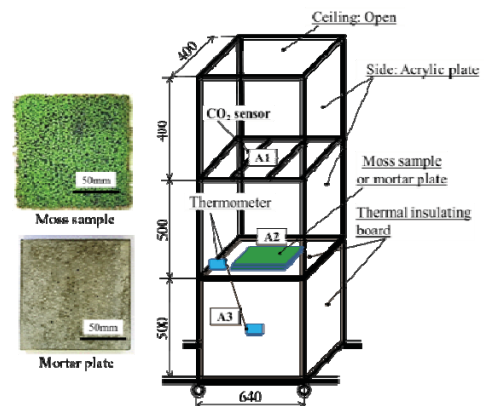 Ceiling: Open
400
Side: Acrylic plate
400
CO₂ sensor
A1
50mm
Moss sample
Moss sample
or mortar plate
Thermometer
Thermal insulating
board
A2
500
50mm
Mortar plate
A3
500
640